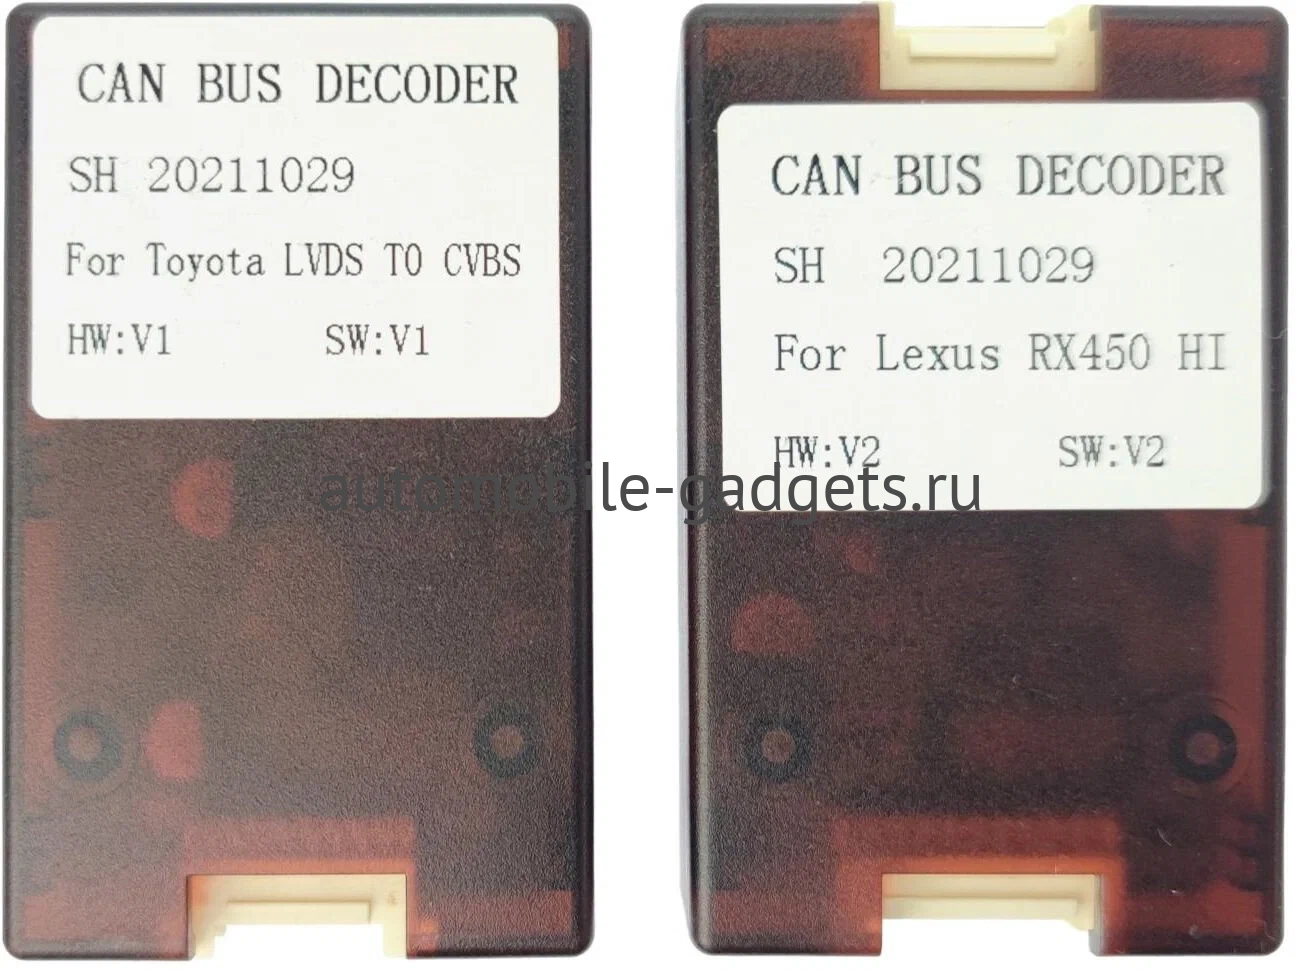 CAN BUS DECODER
SH 20211029
For Toyota LVDS TO CVBS
HW:V1 SW:V1
CAN BUS DECODER
SH 20211029
For Lexus RX450 HI
HW:V2 SW:V2
automobile-gadgets.ru